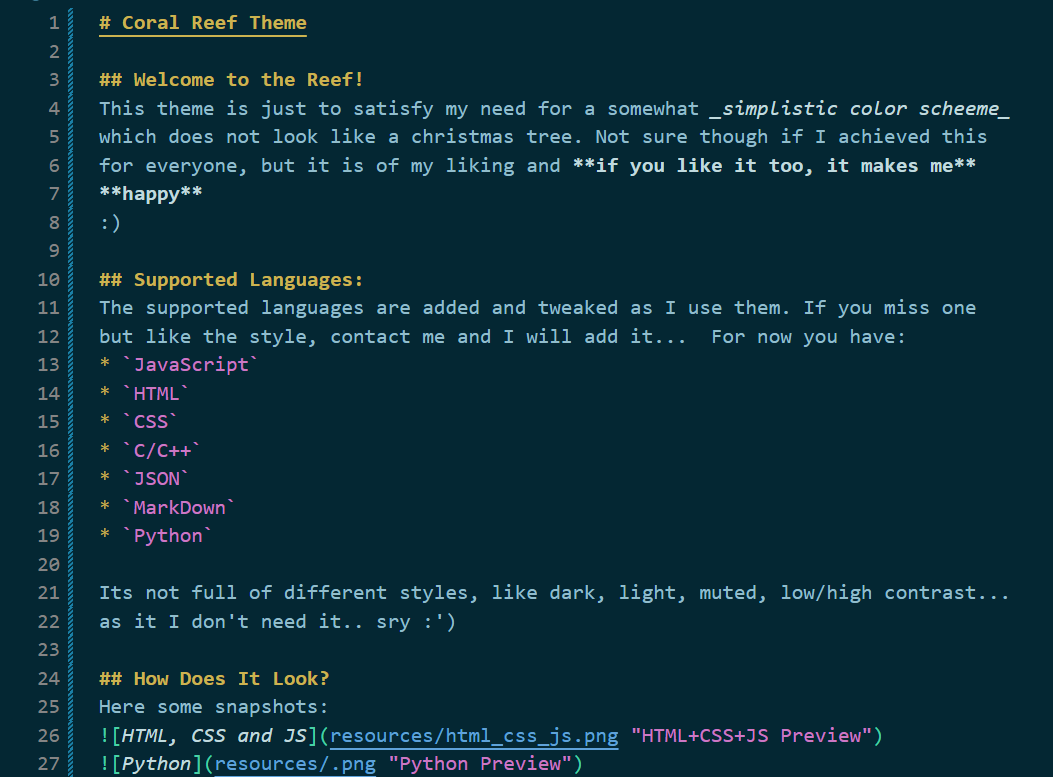 1 # Coral Reef Theme
2
3 ## Welcome to the Reef!
4 This theme is just to satisfy my need for a somewhat _simplistic color scheeme_
5 which does not look like a christmas tree. Not sure though if I achieved this
6 for everyone, but it is of my liking and **if you like it too, it makes me**
7 **happy**
8 :)
9
10 ## Supported Languages:
11 The supported languages are added and tweaked as I use them. If you miss one
12 but like the style, contact me and I will add it...  For now you have:
13 * `JavaScript`
14 * `HTML`
15 * `CSS`
16 * `C/C++`
17 * `JSON`
18 * `MarkDown`
19 * `Python`
20
21 Its not full of different styles, like dark, light, muted, low/high contrast...
22 as it I don't need it.. sry :')
23
24 ## How Does It Look?
25 Here some snapshots:
26 ![HTML, CSS and JS](resources/html_css_js.png "HTML+CSS+JS Preview")
27 ![Python](resources/.png "Python Preview")